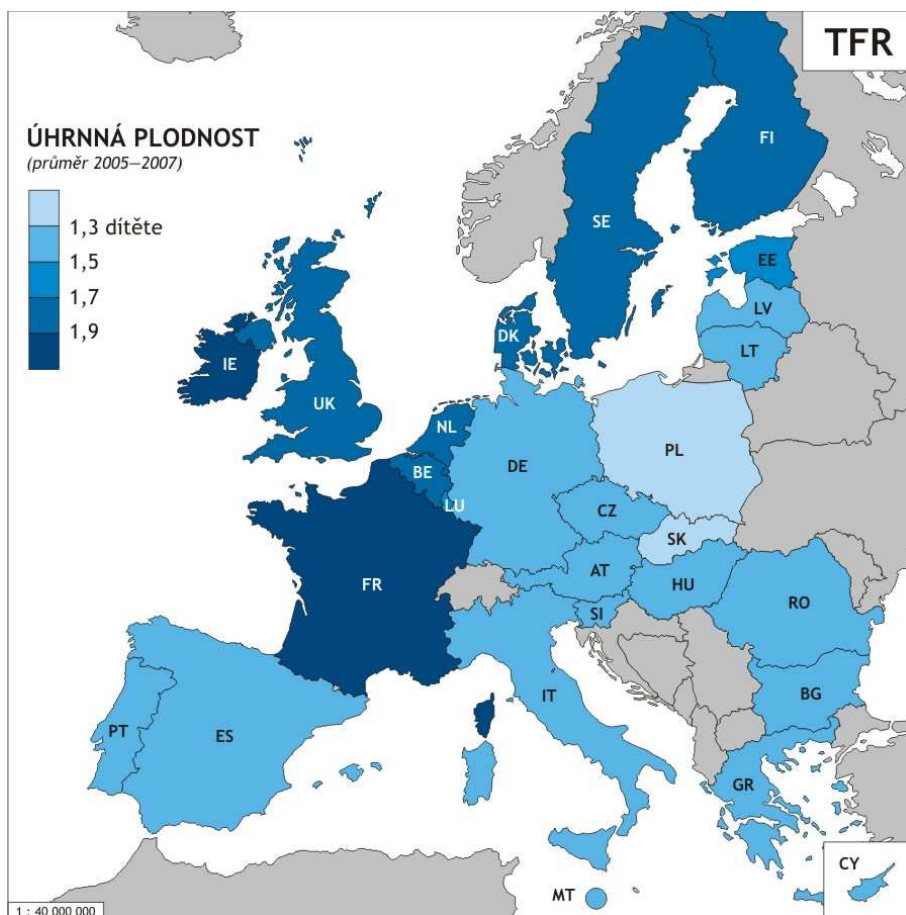 TFR
ÚHRNNÁ PLODNOST
(průměr 2005–2007)
1,3 dítěte
1,5
1,7
1,9
FI
SE
EE
LV
DK
LT
IE
UK
NL
PL
DE
BE
LU
CZ
SK
AT
FR
HU
RO
SI
IT
BG
PT
ES
GR
CY
MT
1 : 40 000 000